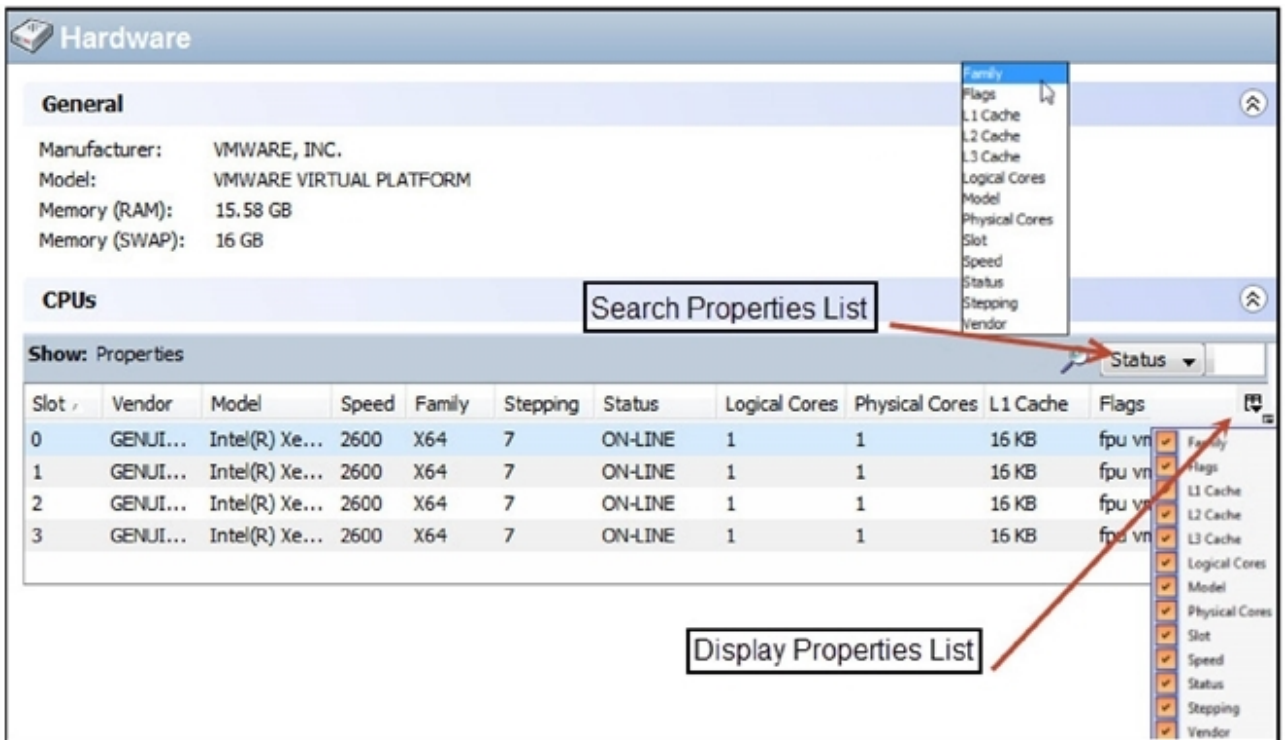 Hardware
General
Manufacturer: VMWARE, INC.
Model: VMWARE VIRTUAL PLATFORM
Memory (RAM): 15.58 GB
Memory (SWAP): 16 GB
Family
Flags
L1 Cache
L2 Cache
L3 Cache
Logical Cores
Model
Physical Cores
Slot
Speed
Status
Stepping
Vendor
CPUs
Search Properties List
Show: Properties
Status
Slot Vendor Model Speed Family Stepping Status Logical Cores Physical Cores L1 Cache Flags
0 GENUI... Intel(R) Xe... 2600 X64 7 ON-LINE 1 1 16 KB fpu vm
1 GENUI... Intel(R) Xe... 2600 X64 7 ON-LINE 1 1 16 KB fpu vm
2 GENUI... Intel(R) Xe... 2600 X64 7 ON-LINE 1 1 16 KB fpu vm
3 GENUI... Intel(R) Xe... 2600 X64 7 ON-LINE 1 1 16 KB fpu vm
Family
Flags
L1 Cache
L2 Cache
L3 Cache
Logical Cores
Model
Physical Cores
Slot
Speed
Status
Stepping
Vendor
Display Properties List